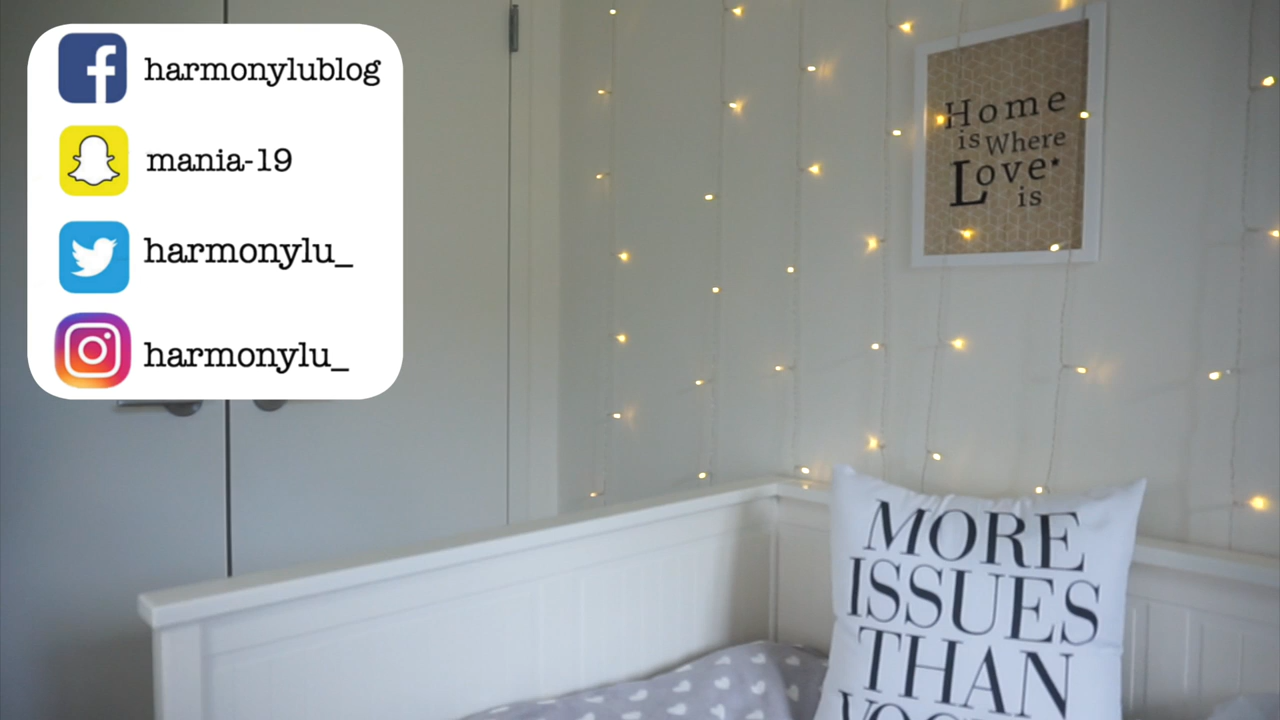 harmonylublog
mania-19
harmonylu_
harmonylu_
Home
is Where
Love*
is
MORE
ISSUES
THAN